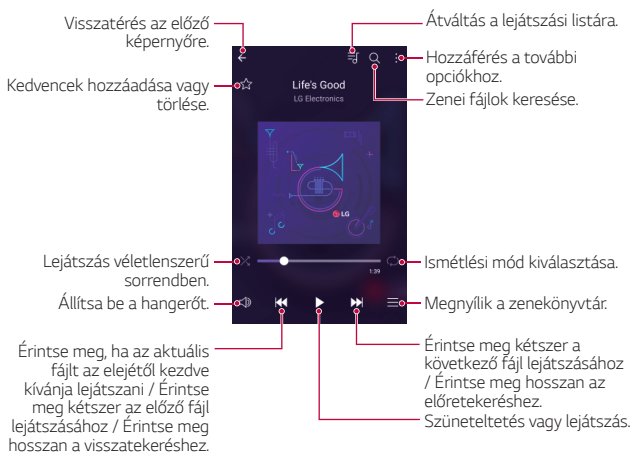 Visszatérés az előző
képernyőre.
Kedvencek hozzáadása vagy
törlése.
Lejátszás véletlenszerű
sorrendben.
Állítsa be a hangerőt.
Érintse meg, ha az aktuális
fájlt az elejétől kezdve
kívánja lejátszani / Érintse
meg kétszer az előző fájl
lejátszásához / Érintse meg
hosszan a visszatekeréshez.
Life's Good
LG Electronics
LG
1:39
Átváltás a lejátszási listára.
Hozzáférés a további
opciókhoz.
Zenei fájlok keresése.
Ismétlési mód kiválasztása.
Megnyílik a zenekönyvtár.
Érintse meg kétszer a
következő fájl lejátszásához
/ Érintse meg hosszan az
előretekeréshez.
Szüneteltetés vagy lejátszás.